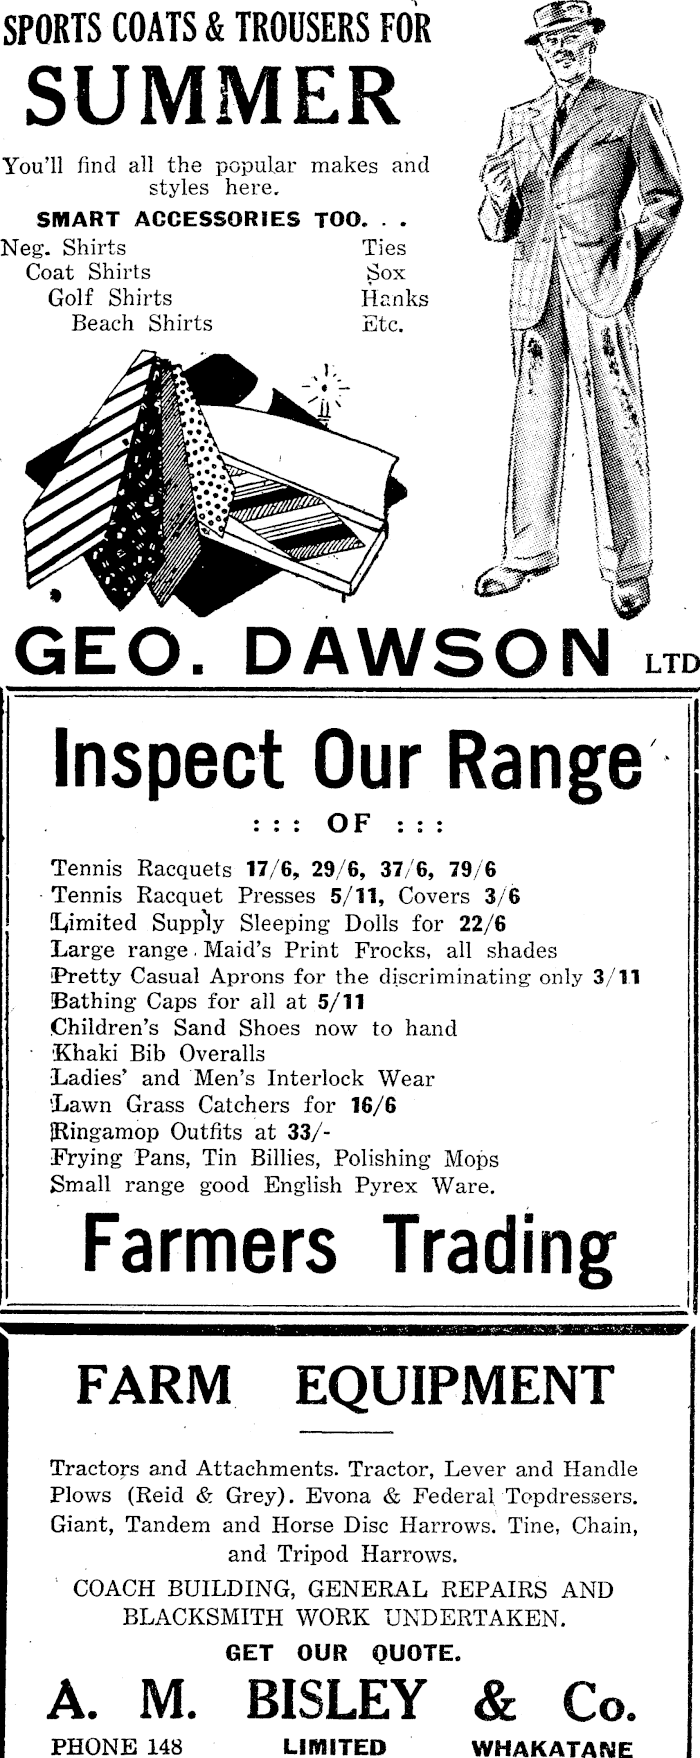 SPORTS COATS & TROUSERS FOR
SUMMER
You'll find all the popular makes and
styles here.
SMART ACCESSORIES TOO. . .
Neg. Shirts Ties
Coat Shirts Sox
Golf Shirts Hanks
Beach Shirts Etc.
GEO. DAWSON LTD
Inspect Our Range
: : : OF : : :
Tennis Racquets 17/6, 29/6, 37/6, 79/6
Tennis Racquet Presses 5/11, Covers 3/6
Limited Supply Sleeping Dolls for 22/6
Large range Maid's Print Frocks, all shades
Pretty Casual Aprons for the discriminating only 3/11
Bathing Caps for all at 5/11
Children's Sand Shoes now to hand
Khaki Bib Overalls
Ladies' and Men's Interlock Wear
Lawn Grass Catchers for 16/6
Ringamop Outfits at 33/-
Frying Pans, Tin Billies, Polishing Mops
Small range good English Pyrex Ware.
Farmers Trading
FARM EQUIPMENT
Tractors and Attachments. Tractor, Lever and Handle
Plows (Reid & Grey). Evona & Federal Topdressers.
Giant, Tandem and Horse Disc Harrows. Tine, Chain,
and Tripod Harrows.
COACH BUILDING, GENERAL REPAIRS AND
BLACKSMITH WORK UNDERTAKEN.
GET OUR QUOTE.
A. M. BISLEY & Co.
PHONE 148 LIMITED WHAKATANE